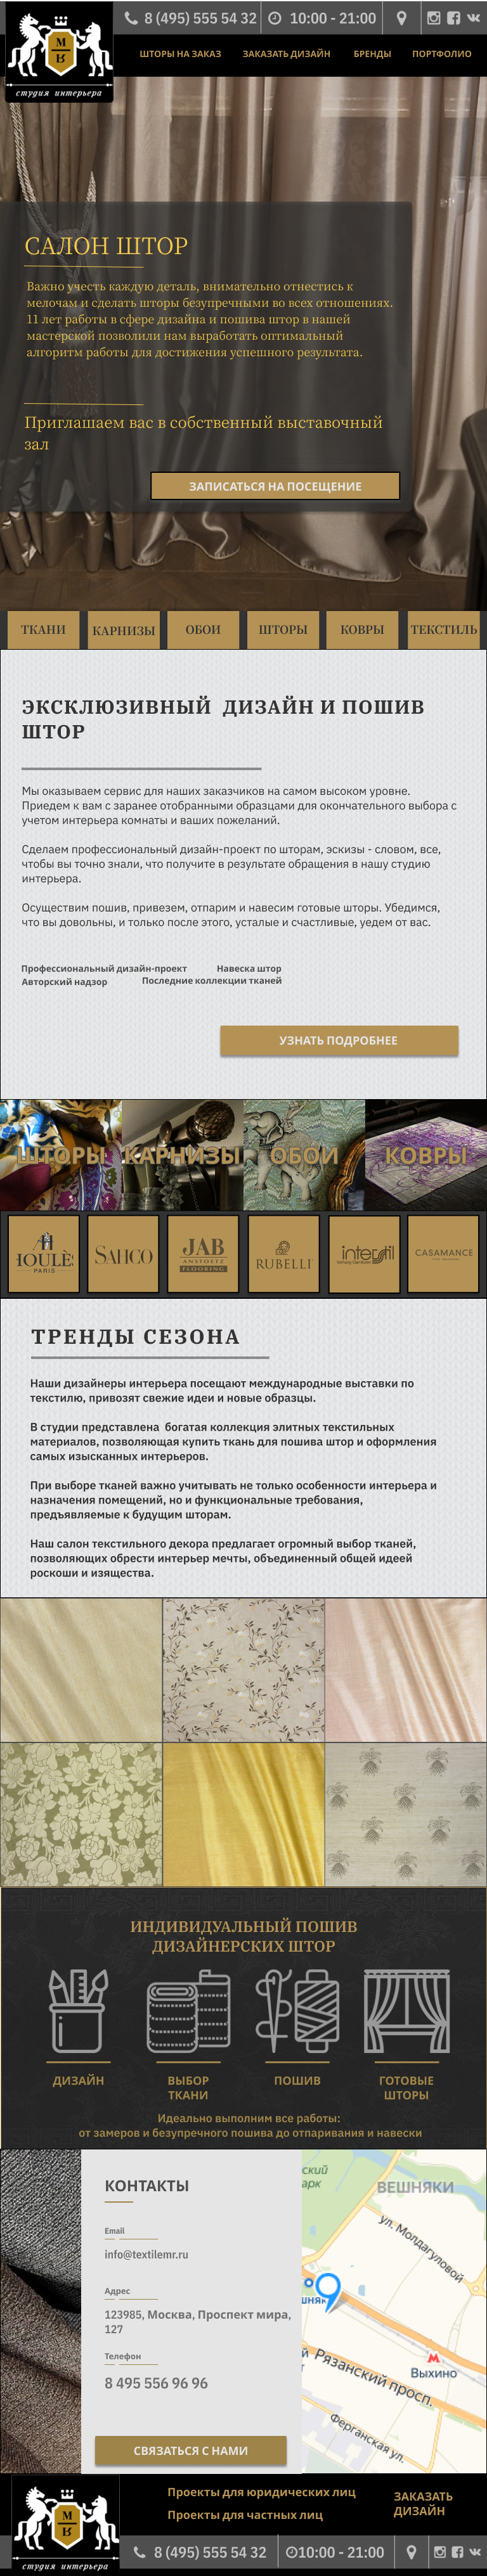 8 (495) 555 54 32
10:00 - 21:00
M
R
студия интерьера
ШТОРЫ НА ЗАКАЗ
ЗАКАЗАТЬ ДИЗАЙН
БРЕНДЫ
ПОРТФОЛИО
САЛОН ШТОР
Важно учесть каждую деталь, внимательно отнестись к
мелочам и сделать шторы безупречными во всех отношениях.
11 лет работы в сфере дизайна и пошива штор в нашей
мастерской позволили нам выработать оптимальный
алгоритм работы для достижения успешного результата.
Приглашаем вас в собственный выставочный
зал
ЗАПИСАТЬСЯ НА ПОСЕЩЕНИЕ
ТКАНИ
КАРНИЗЫ
ОБОИ
ШТОРЫ
КОВРЫ
ТЕКСТИЛЬ
ЭКСКЛЮЗИВНЫЙ ДИЗАЙН И ПОШИВ
ШТОР
Мы оказываем сервис для наших заказчиков на самом высоком уровне.
Приедем к вам с заранее отобранными образцами для окончательного выбора с
учетом интерьера комнаты и ваших пожеланий.
Сделаем профессиональный дизайн-проект по шторам, эскизы - словом, все,
чтобы вы точно знали, что получите в результате обращения в нашу студию
интерьера.
Осуществим пошив, привезем, отпарим и навесим готовые шторы. Убедимся,
что вы довольны, и только после этого, усталые и счастливые, уедем от вас.
Профессиональный дизайн-проект
Навеска штор
Авторский надзор
Последние коллекции тканей
УЗНАТЬ ПОДРОБНЕЕ
ШТОРЫ
КАРНИЗЫ
ОБОИ
КОВРЫ
HOULÈS
PARIS
SAHCO
JAB
ANSTOETZ
FLOORING
RUBELLI
interstil
CASAMANCE
ТРЕНДЫ СЕЗОНА
Наши дизайнеры интерьера посещают международные выставки по
текстилю, привозят свежие идеи и новые образцы.
В студии представлена богатая коллекция элитных текстильных
материалов, позволяющая купить ткань для пошива штор и оформления
самых изысканных интерьеров.
При выборе тканей важно учитывать не только особенности интерьера и
назначения помещений, но и функциональные требования,
предъявляемые к будущим шторам.
Наш салон текстильного декора предлагает огромный выбор тканей,
позволяющих обрести интерьер мечты, объединенный общей идеей
роскоши и изящества.
ИНДИВИДУАЛЬНЫЙ ПОШИВ
ДИЗАЙНЕРСКИХ ШТОР
ДИЗАЙН
ВЫБОР
ТКАНИ
ПОШИВ
ГОТОВЫЕ
ШТОРЫ
Идеально выполним все работы:
от замеров и безупречного пошива до отпаривания и навески
КОНТАКТЫ
Email
info@textilemr.ru
Адрес
123985, Москва, Проспект мира,
127
Телефон
8 495 556 96 96
СВЯЗАТЬСЯ С НАМИ
ский
арк
ВЕШНЯКИ
ул. Молдагуловой
Выхино
Рязанский просп.
Ферганская ул.
Проекты для юридических лиц
Проекты для частных лиц
ЗАКАЗАТЬ
ДИЗАЙН
M
R
студия интерьера
8 (495) 555 54 32
10:00 - 21:00